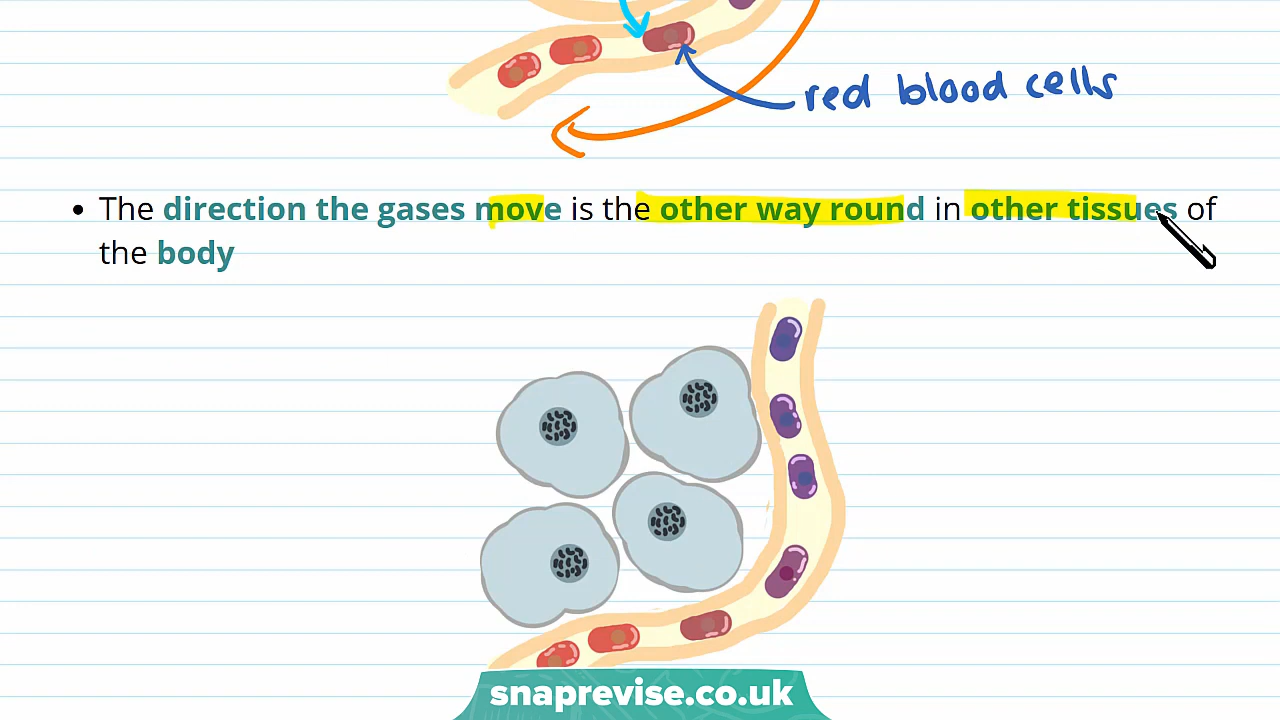 red blood cells
• The direction the gases move is the other way round in other tissues of
the body
snaprevise.co.uk